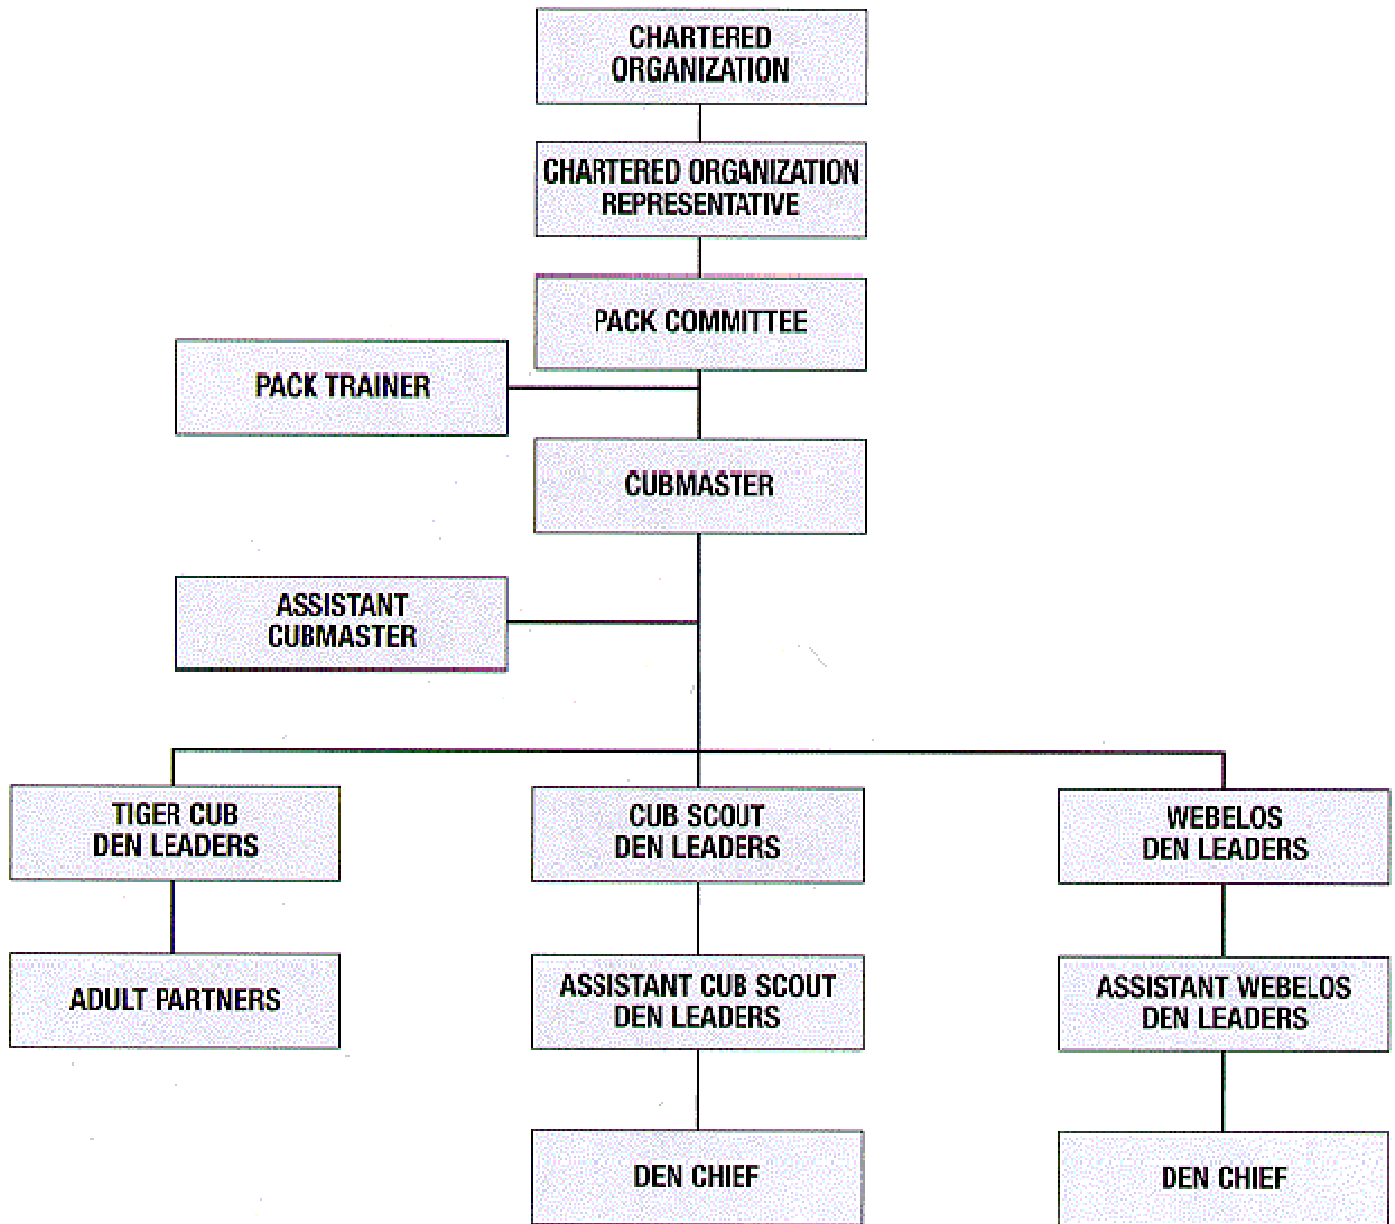 CHARTERED
ORGANIZATION
CHARTERED ORGANIZATION
REPRESENTATIVE
PACK COMMITTEE
PACK TRAINER
CUBMASTER
ASSISTANT
CUBMASTER
TIGER CUB
DEN LEADERS
CUB SCOUT
DEN LEADERS
WEBELOS
DEN LEADERS
ADULT PARTNERS
ASSISTANT CUB SCOUT
DEN LEADERS
ASSISTANT WEBELOS
DEN LEADERS
DEN CHIEF
DEN CHIEF